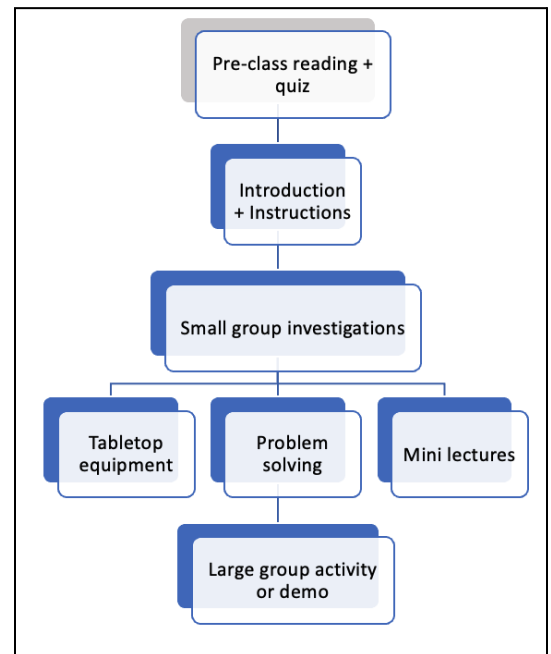 Pre-class reading +
quiz
Introduction
+ Instructions
Small group investigations
Tabletop
equipment
Problem
solving
Mini lectures
Large group activity
or demo